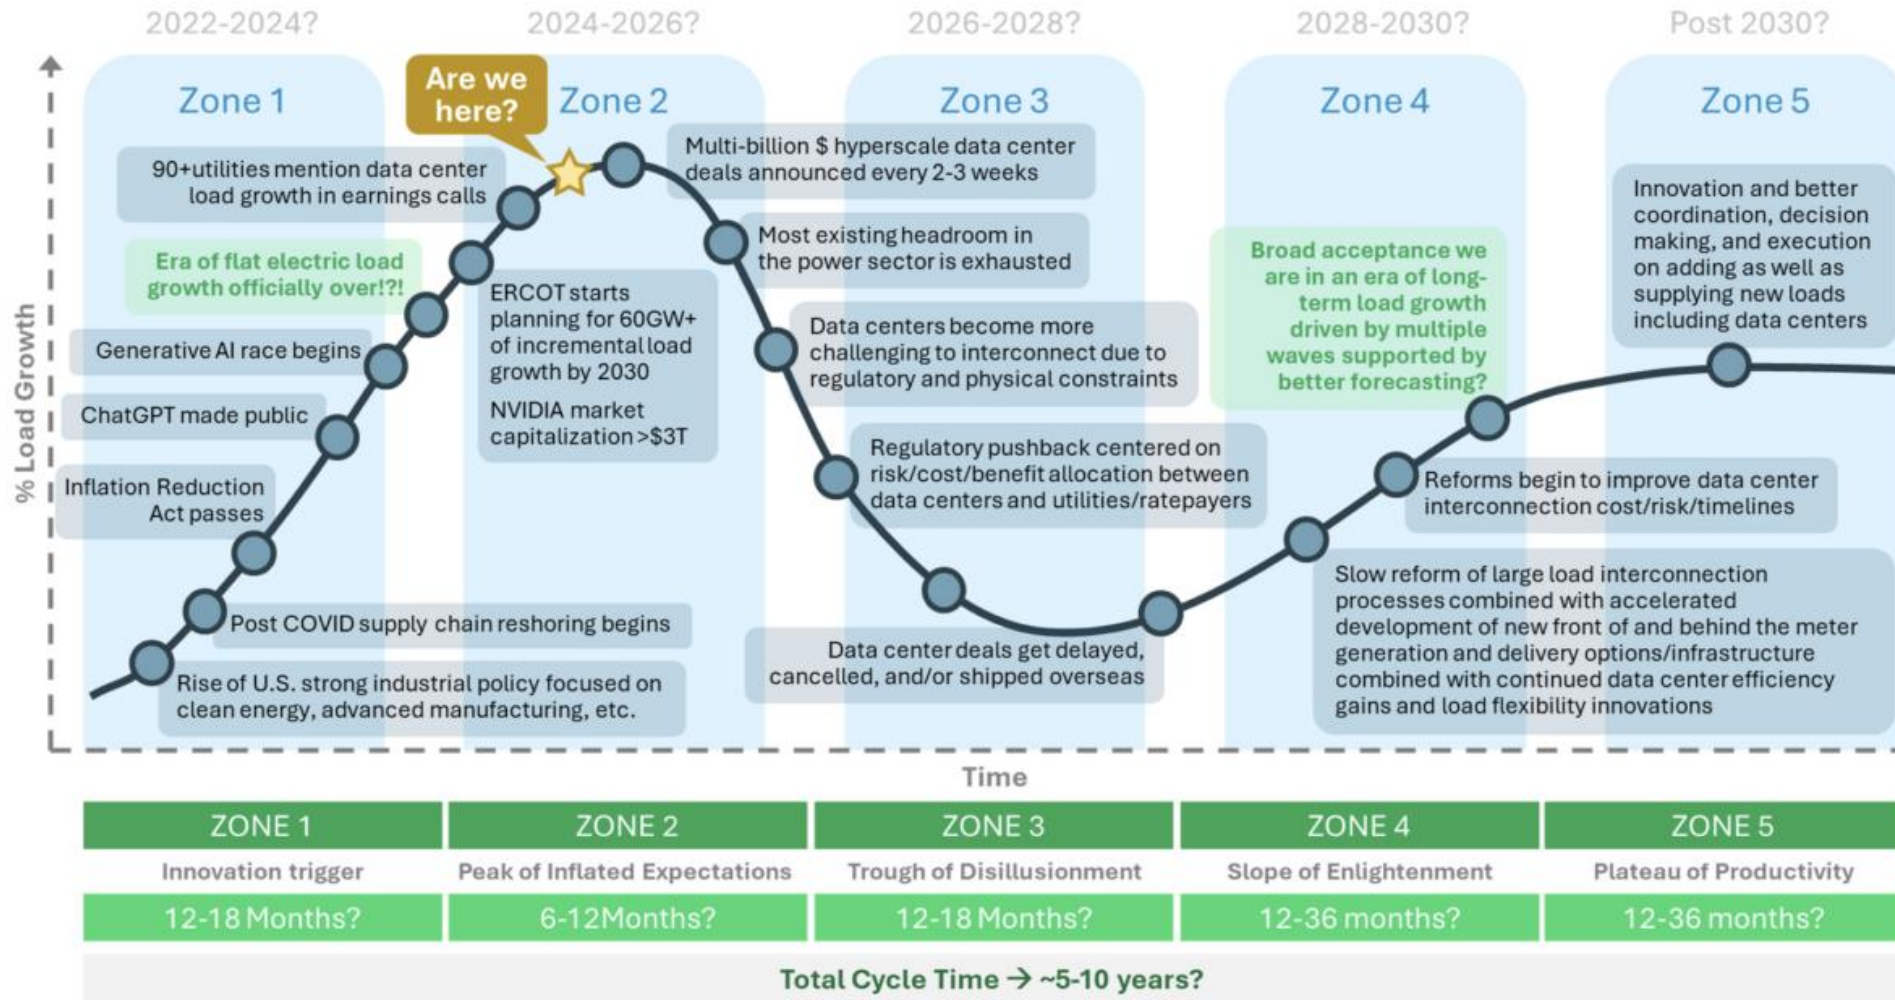 2022-2024?
2024-2026?
2026-2028?
2028-2030?
Post 2030?
Zone 1
Zone 2
Zone 3
Zone 4
Zone 5
Are we
here?
90+utilities mention data center
load growth in earnings calls
Era of flat electric load
growth officially over!?!
Generative AI race begins
ChatGPT made public
Inflation Reduction
Act passes
Post COVID supply chain reshoring begins
Rise of U.S. strong industrial policy focused on
clean energy, advanced manufacturing, etc.
ERCOT starts
planning for 60GW+
of incremental load
growth by 2030
NVIDIA market
capitalization >$3T
Multi-billion $ hyperscale data center
deals announced every 2-3 weeks
Most existing headroom in
the power sector is exhausted
Data centers become more
challenging to interconnect due to
regulatory and physical constraints
Regulatory pushback centered on
risk/cost/benefit allocation between
data centers and utilities/ratepayers
Data center deals get delayed,
cancelled, and/or shipped overseas
Broad acceptance we
are in an era of long-
term load growth
driven by multiple
waves supported by
better forecasting?
Reforms begin to improve data center
interconnection cost/risk/timelines
Slow reform of large load interconnection
processes combined with accelerated
development of new front of and behind the meter
generation and delivery options/infrastructure
combined with continued data center efficiency
gains and load flexibility innovations
Innovation and better
coordination, decision
making, and execution
on adding as well as
supplying new loads
including data centers
% Load Growth
Time
ZONE 1
ZONE 2
ZONE 3
ZONE 4
ZONE 5
Innovation trigger
Peak of Inflated Expectations
Trough of Disillusionment
Slope of Enlightenment
Plateau of Productivity
12-18 Months?
6-12Months?
12-18 Months?
12-36 months?
12-36 months?
Total Cycle Time → ~5-10 years?